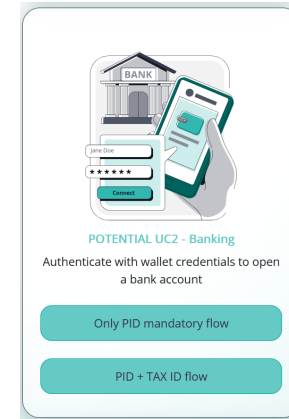 BANK
Jane Doe
******
Connect
POTENTIAL UC2 - Banking
Authenticate with wallet credentials to open
a bank account
Only PID mandatory flow
PID + TAX ID flow